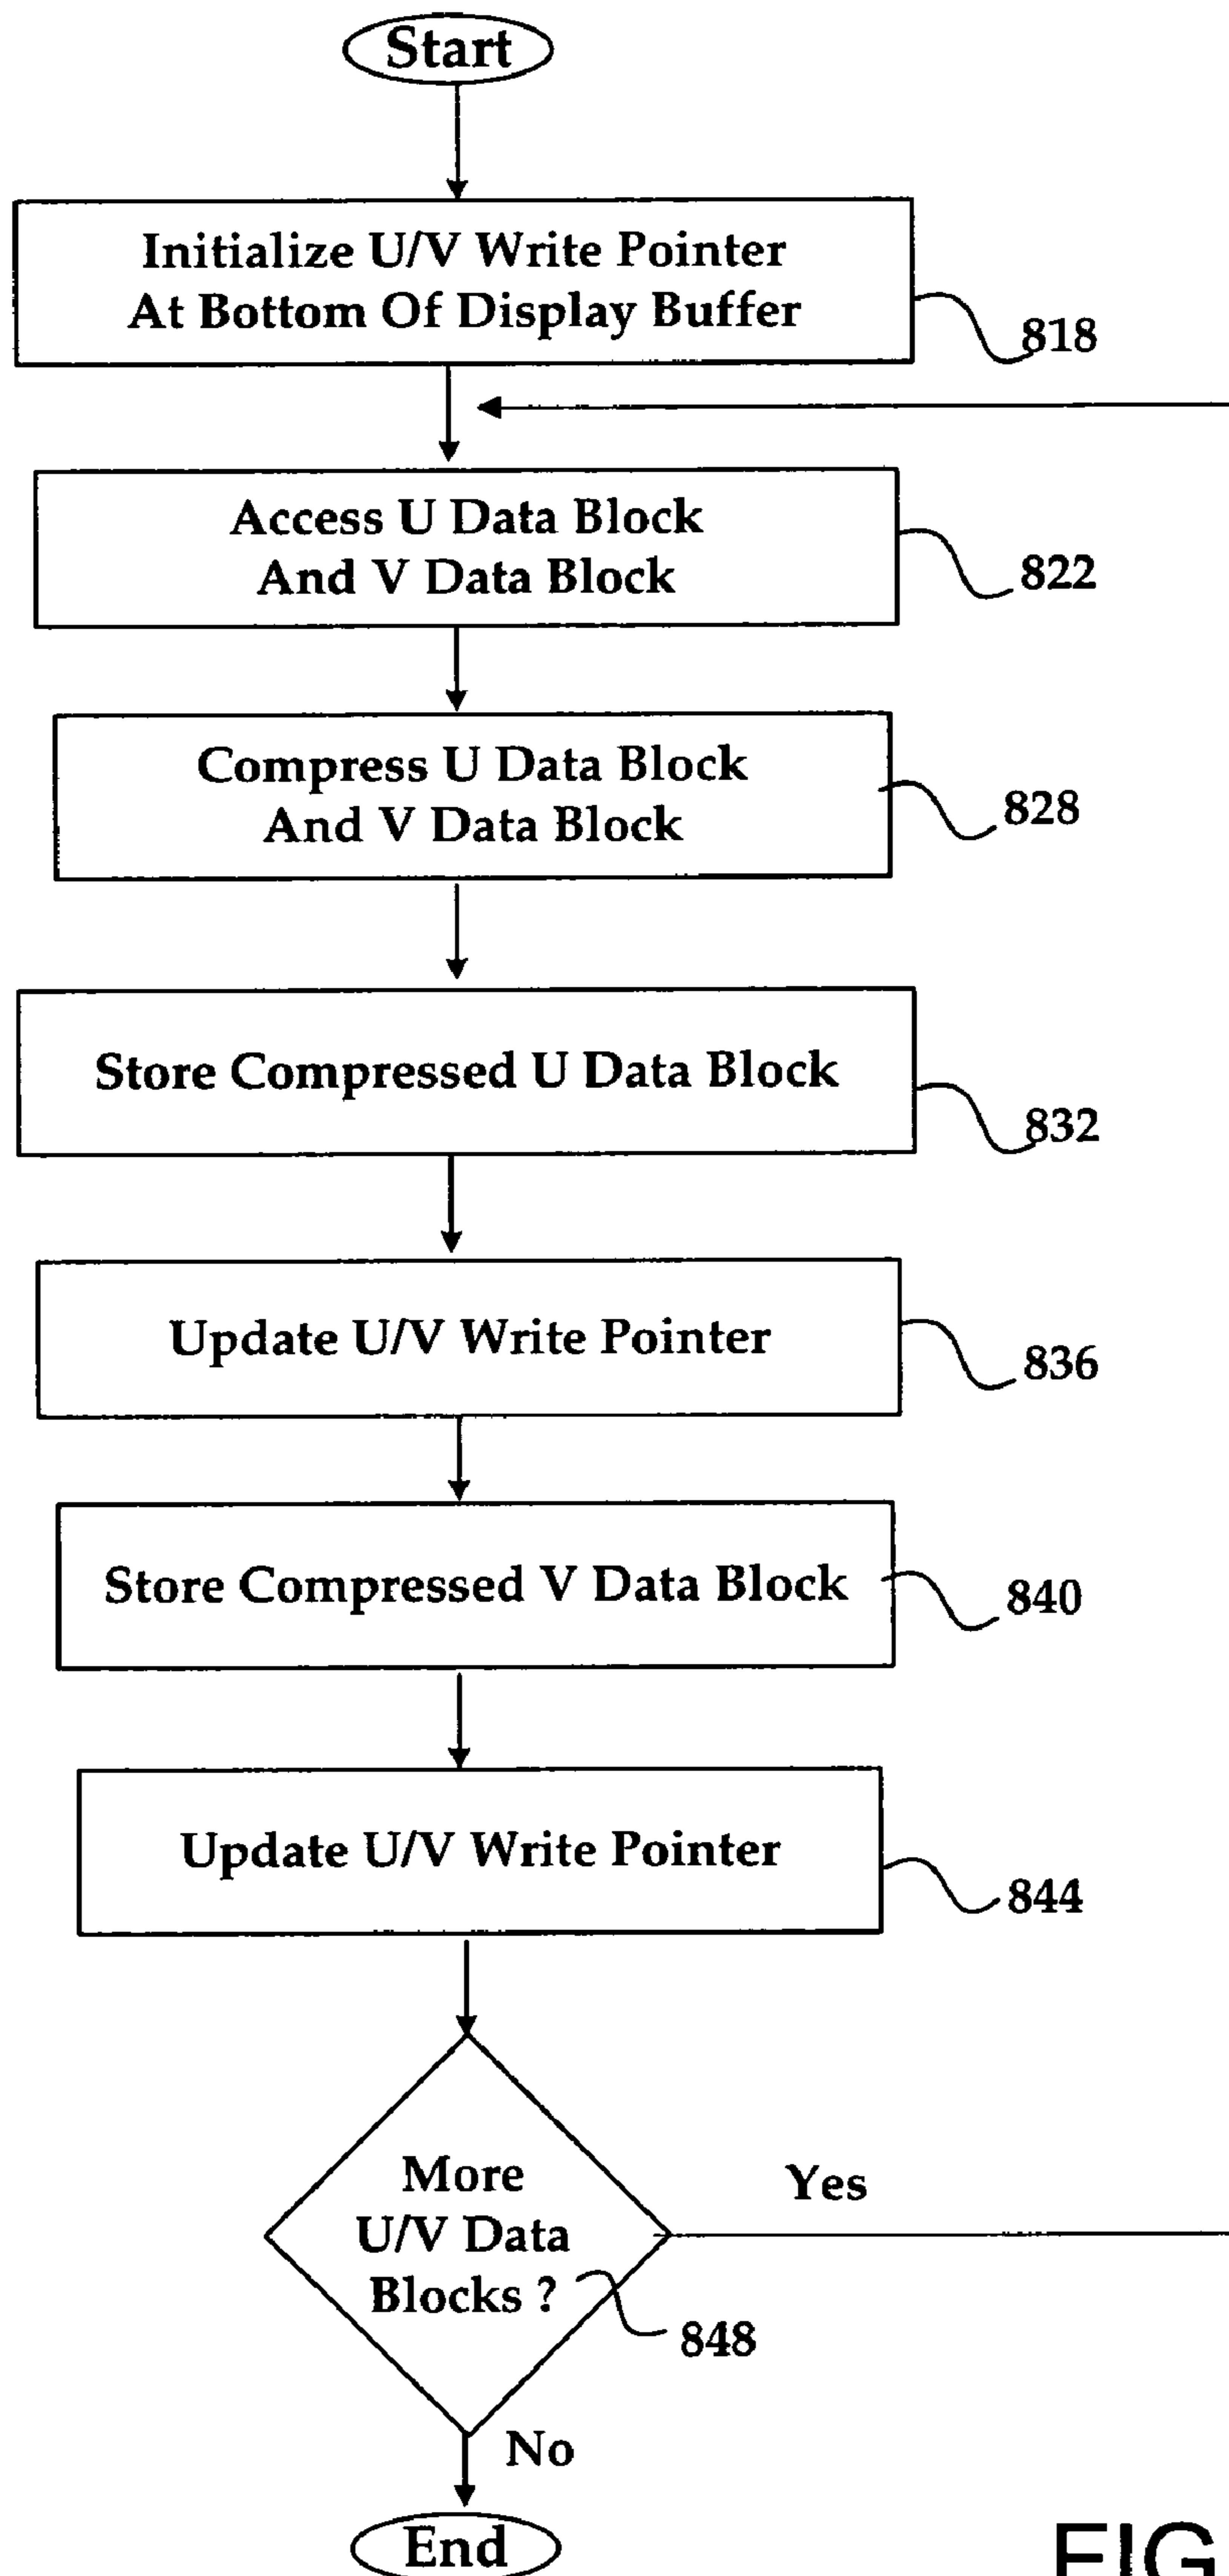 Start
Initialize U/V Write Pointer
At Bottom Of Display Buffer
818
Access U Data Block
And V Data Block
822
Compress U Data Block
And V Data Block
828
Store Compressed U Data Block
832
Update U/V Write Pointer
836
Store Compressed V Data Block
840
Update U/V Write Pointer
844
More
U/V Data
Blocks ?
848
Yes
No
End
FIG